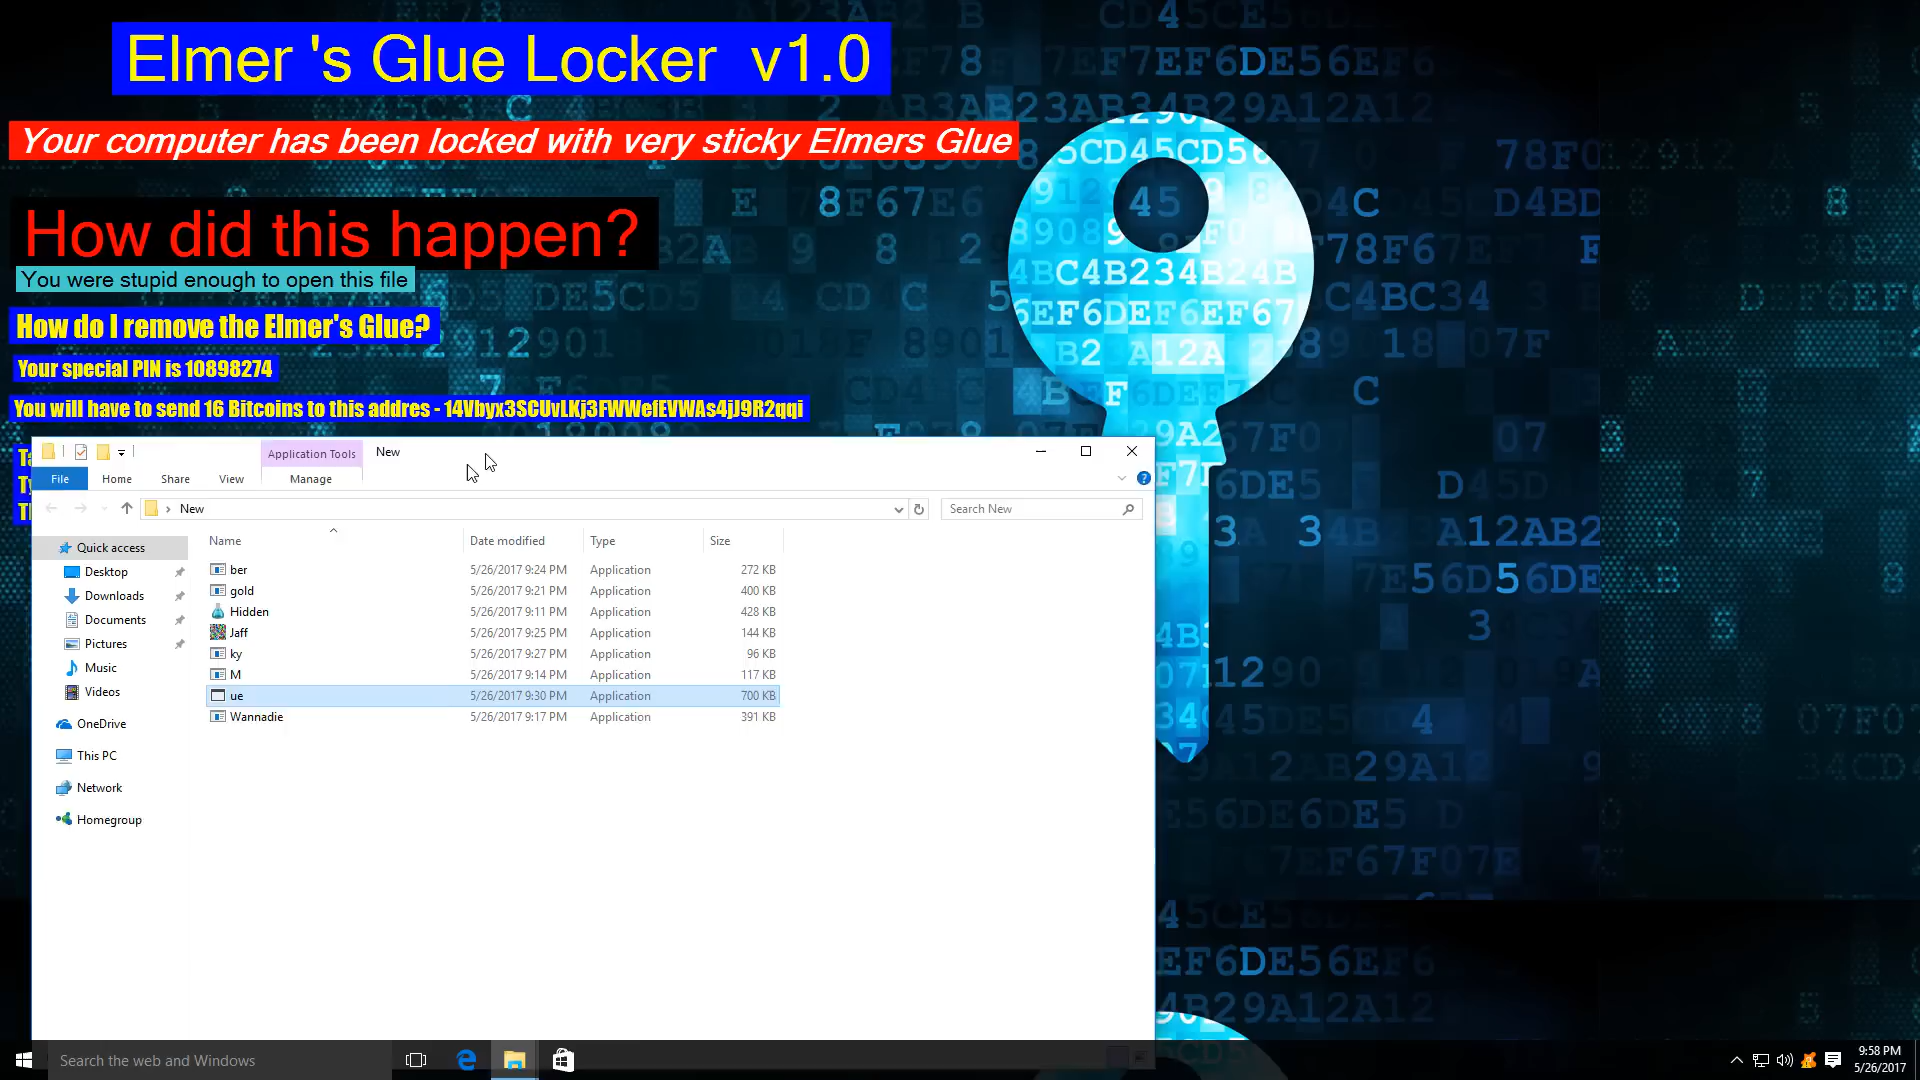 Elmer 's Glue Locker v1.0
Your computer has been locked with very sticky Elmers Glue
How did this happen?
You were stupid enough to open this file
How do I remove the Elmer's Glue?
Your special PIN is 10898274
You will have to send 16 Bitcoins to this addres - 14Vbyx3SCUvLKj3FWWefEVWAs4jJ9R2qqi
Application Tools New
File Home Share View Manage
New Search New
Name Date modified Type Size
Quick access
Desktop
Downloads
Documents
Pictures
Music
Videos
OneDrive
This PC
Network
Homegroup
ber 5/26/2017 9:24 PM Application 272 KB
gold 5/26/2017 9:21 PM Application 400 KB
Hidden 5/26/2017 9:11 PM Application 428 KB
Jaff 5/26/2017 9:25 PM Application 144 KB
ky 5/26/2017 9:27 PM Application 96 KB
M 5/26/2017 9:14 PM Application 117 KB
ue 5/26/2017 9:30 PM Application 700 KB
Wannadie 5/26/2017 9:17 PM Application 391 KB
Search the web and Windows
9:58 PM
5/26/2017